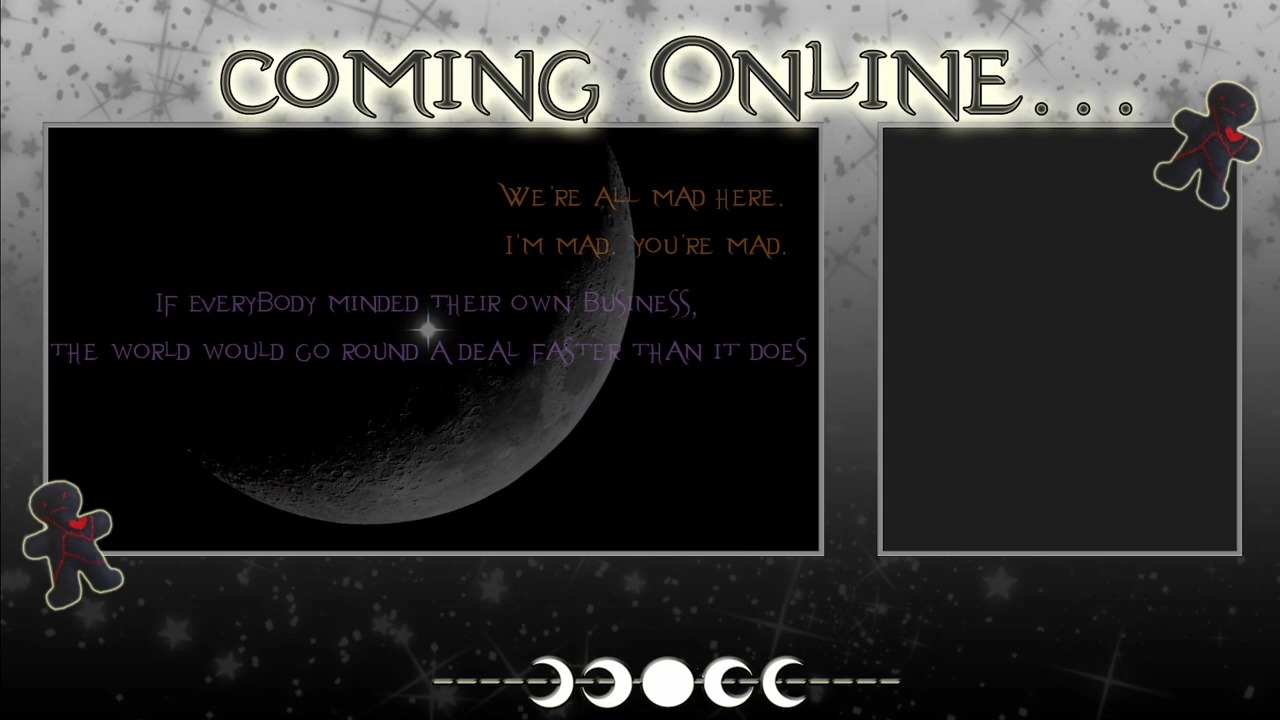 Coming Online...
We're all mad here.
I'm mad. You're mad.
If everybody minded their own business,
the world would go round a deal faster than it does